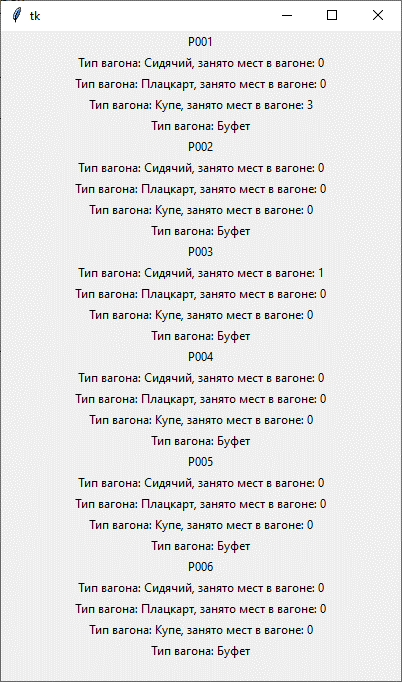 tk
P001
Тип вагона: Сидячий, занято мест в вагоне: 0
Тип вагона: Плацкарт, занято мест в вагоне: 0
Тип вагона: Купе, занято мест в вагоне: 3
Тип вагона: Буфет
P002
Тип вагона: Сидячий, занято мест в вагоне: 0
Тип вагона: Плацкарт, занято мест в вагоне: 0
Тип вагона: Купе, занято мест в вагоне: 0
Тип вагона: Буфет
P003
Тип вагона: Сидячий, занято мест в вагоне: 1
Тип вагона: Плацкарт, занято мест в вагоне: 0
Тип вагона: Купе, занято мест в вагоне: 0
Тип вагона: Буфет
P004
Тип вагона: Сидячий, занято мест в вагоне: 0
Тип вагона: Плацкарт, занято мест в вагоне: 0
Тип вагона: Купе, занято мест в вагоне: 0
Тип вагона: Буфет
P005
Тип вагона: Сидячий, занято мест в вагоне: 0
Тип вагона: Плацкарт, занято мест в вагоне: 0
Тип вагона: Купе, занято мест в вагоне: 0
Тип вагона: Буфет
P006
Тип вагона: Сидячий, занято мест в вагоне: 0
Тип вагона: Плацкарт, занято мест в вагоне: 0
Тип вагона: Купе, занято мест в вагоне: 0
Тип вагона: Буфет